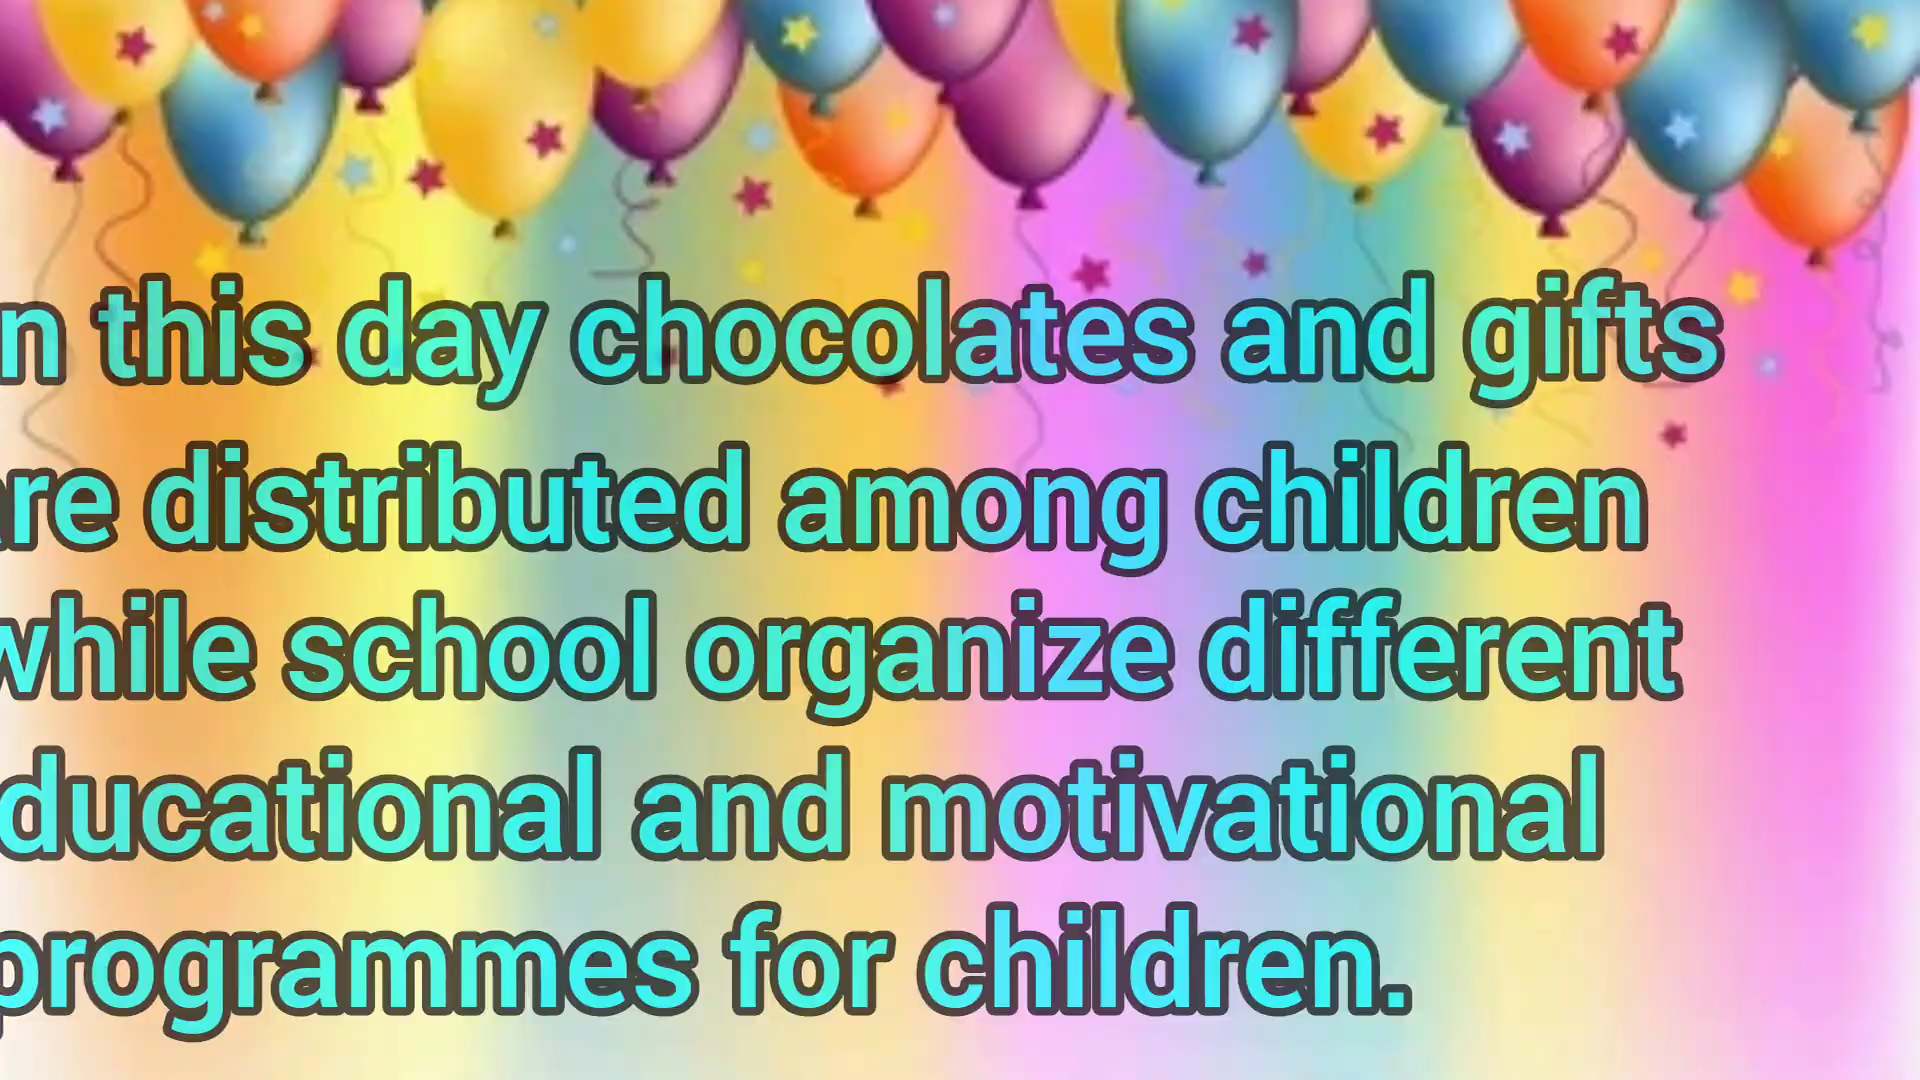 n this day chocolates and gifts
re distributed among children
while school organize different
ducational and motivational
programmes for children.